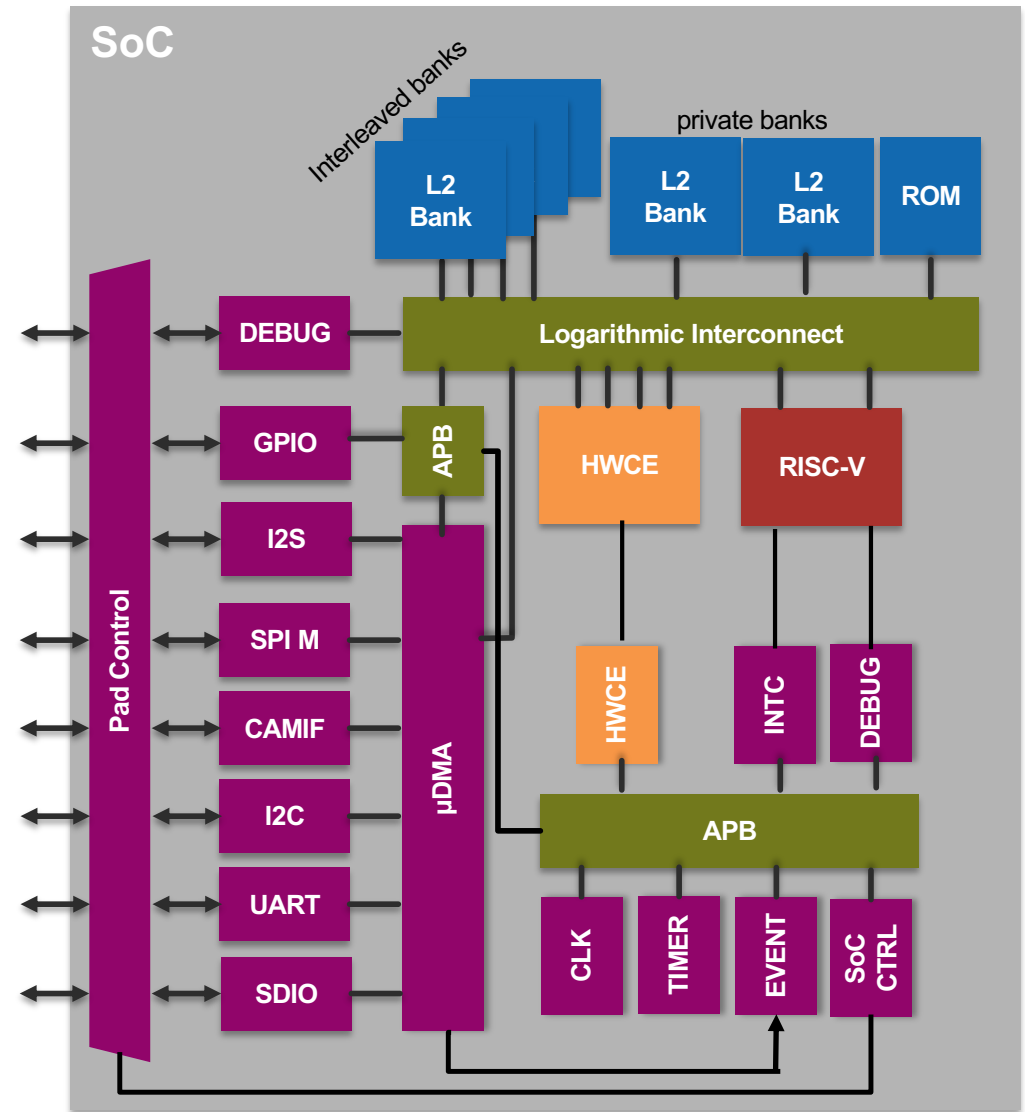 SoC
Interleaved banks
private banks
L2
Bank
L2
Bank
L2
Bank
ROM
DEBUG
Logarithmic Interconnect
GPIO
APB
HWCE
RISC-V
I2S
Pad Control
SPI M
µDMA
HWCE
INTC
DEBUG
CAMIF
I2C
APB
UART
CLK
TIMER
EVENT
SoC
CTRL
SDIO